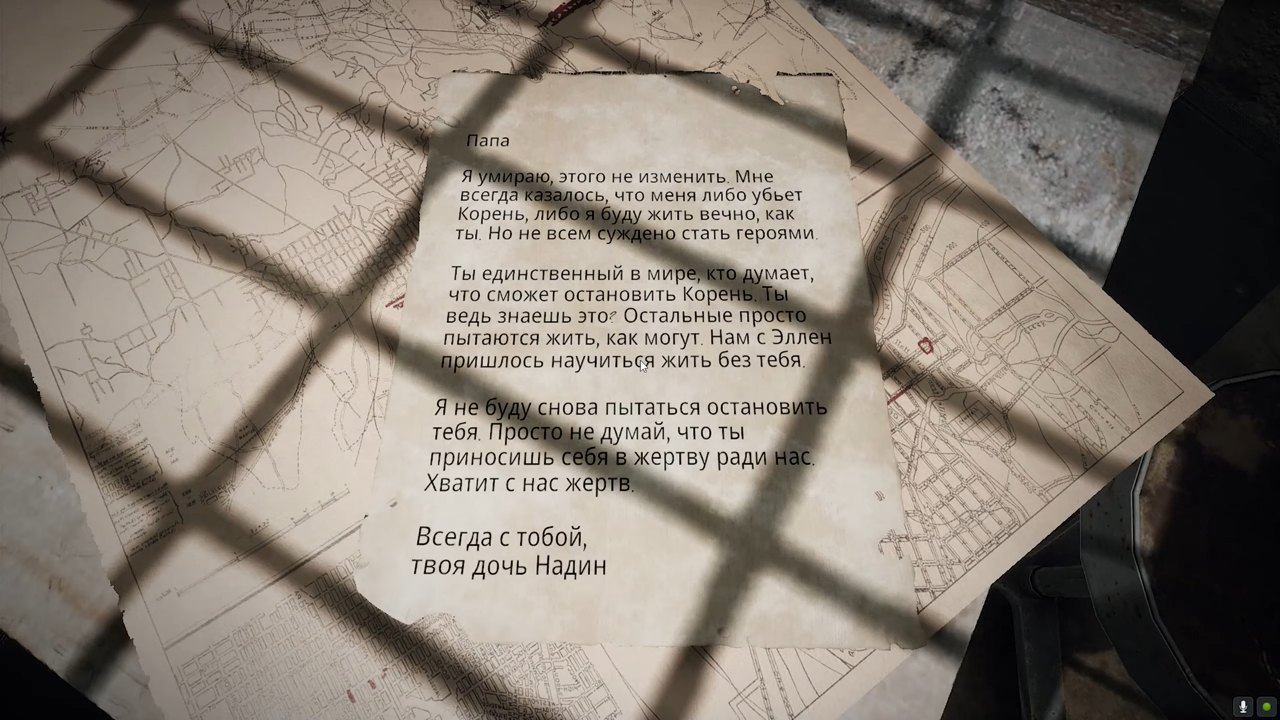 Папа
Я умираю, этого не изменить. Мне
всегда казалось, что меня либо убьет
Корень, либо я буду жить вечно, как
ты. Но не всем суждено стать героями.
Ты единственный в мире, кто думает,
что сможет остановить Корень. Ты
ведь знаешь это? Остальные просто
пытаются жить, как могут. Нам с Эллен
пришлось научиться жить без тебя.
Я не буду снова пытаться остановить
тебя. Просто не думай, что ты
приносишь себя в жертву ради нас.
Хватит с нас жертв.
Всегда с тобой,
твоя дочь Надин